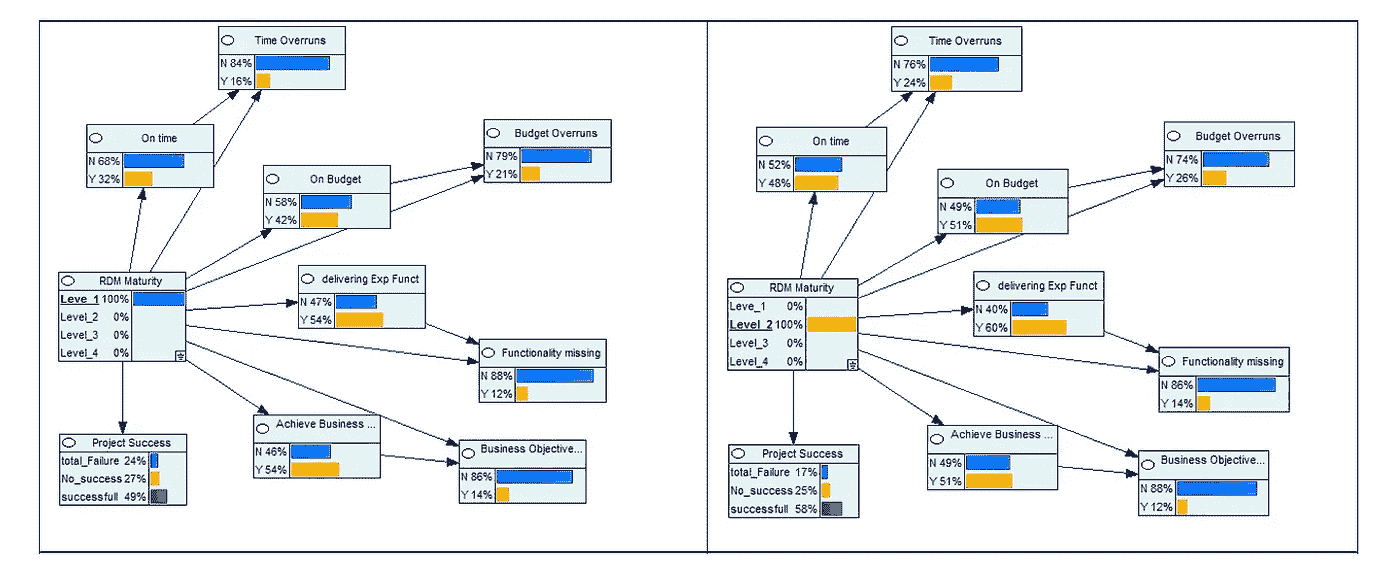 Time Overruns
N 84%
Y 16%
On time
N 68%
Y 32%
Budget Overruns
N 79%
Y 21%
On Budget
N 58%
Y 42%
RDM Maturity
Leve_1 100%
Level_2 0%
Level_3 0%
Level_4 0%
delivering Exp Funct
N 47%
Y 54%
Functionality missing
N 88%
Y 12%
Achieve Business ...
N 46%
Y 54%
Project Success
total_Failure 24%
No_success 27%
successfull 49%
Business Objective...
N 86%
Y 14%
Time Overruns
N 76%
Y 24%
On time
N 52%
Y 48%
Budget Overruns
N 74%
Y 26%
On Budget
N 49%
Y 51%
RDM Maturity
Leve_1 0%
Level_2 100%
Level_3 0%
Level_4 0%
delivering Exp Funct
N 40%
Y 60%
Functionality missing
N 86%
Y 14%
Achieve Business ...
N 49%
Y 51%
Project Success
total_Failure 17%
No_success 25%
successfull 58%
Business Objective...
N 88%
Y 12%